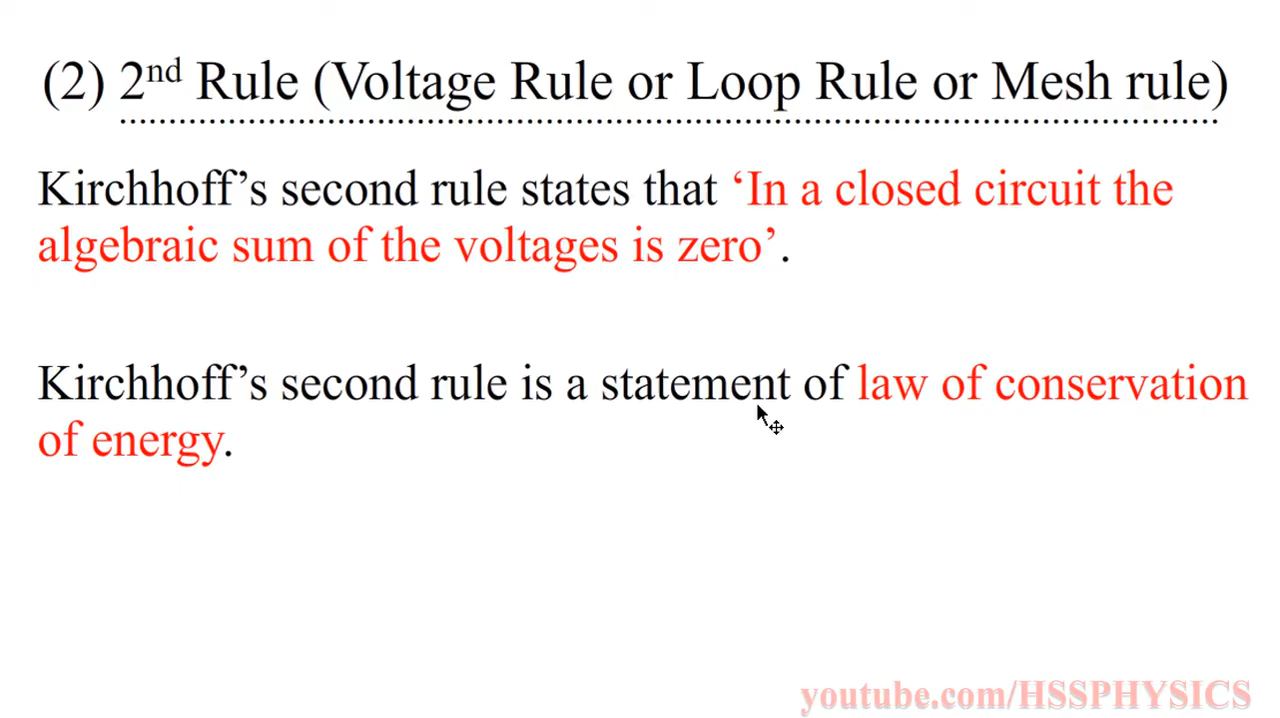 (2) 2nd Rule (Voltage Rule or Loop Rule or Mesh rule)
Kirchhoff’s second rule states that ‘In a closed circuit the
algebraic sum of the voltages is zero’.
Kirchhoff’s second rule is a statement of law of conservation
of energy.
youtube.com/HSSPHYSICS